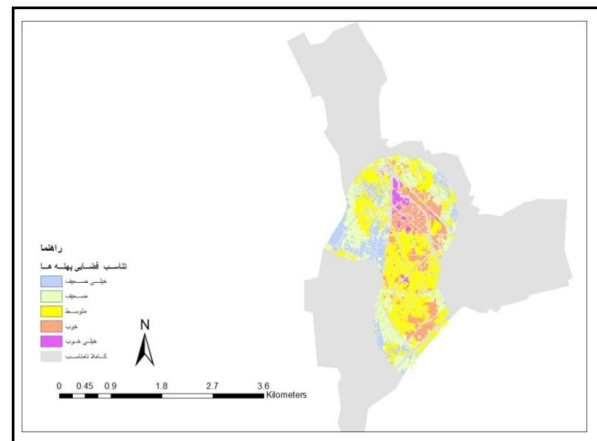 راهنما
تناسب فضایی پهنه ها
خیلی ضعیف
ضعیف
متوسط
خوب
خیلی خوب
کاملا نامناسب
N
0 0.45 0.9 1.8 2.7 3.6
Kilometers